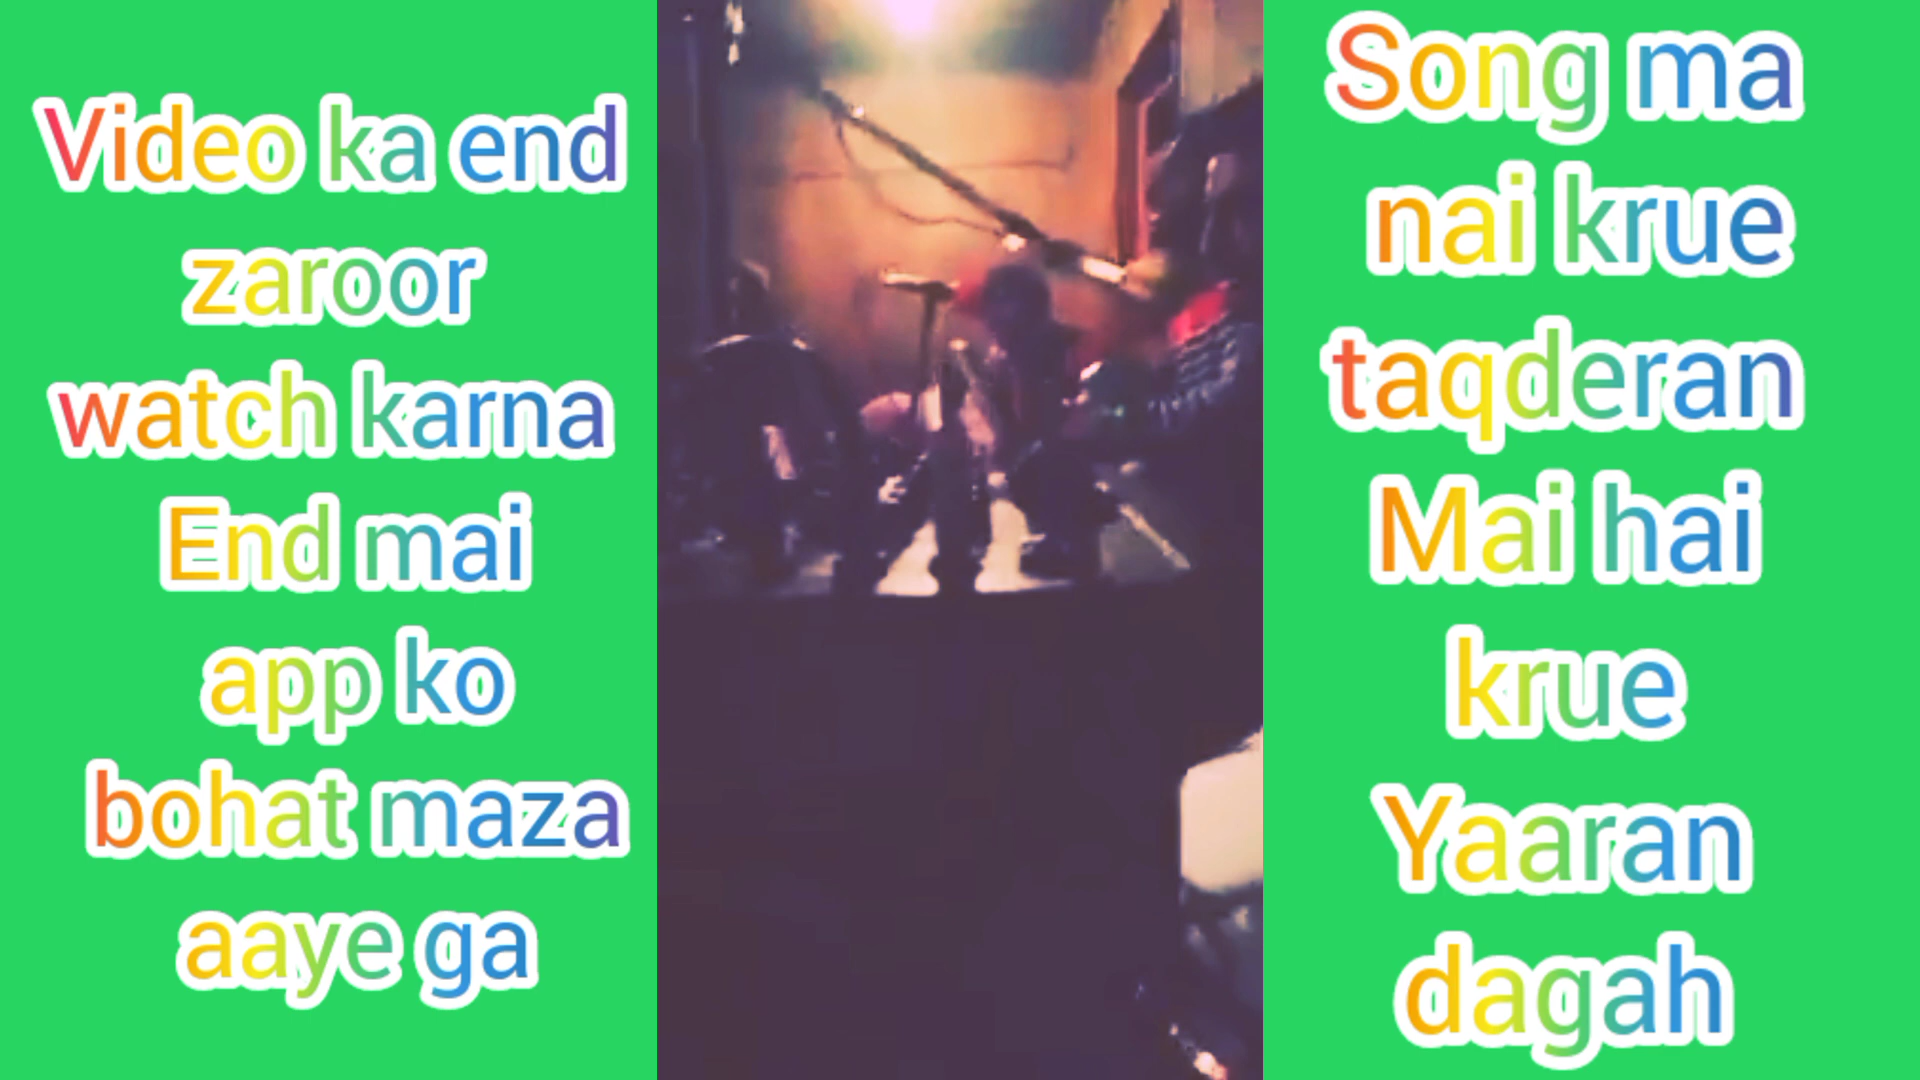 Video ka end
zaroor
watch karna
End mai
app ko
bohat maza
aaye ga
Song ma
nai krue
taqderan
Mai hai
krue
Yaaran
dagah